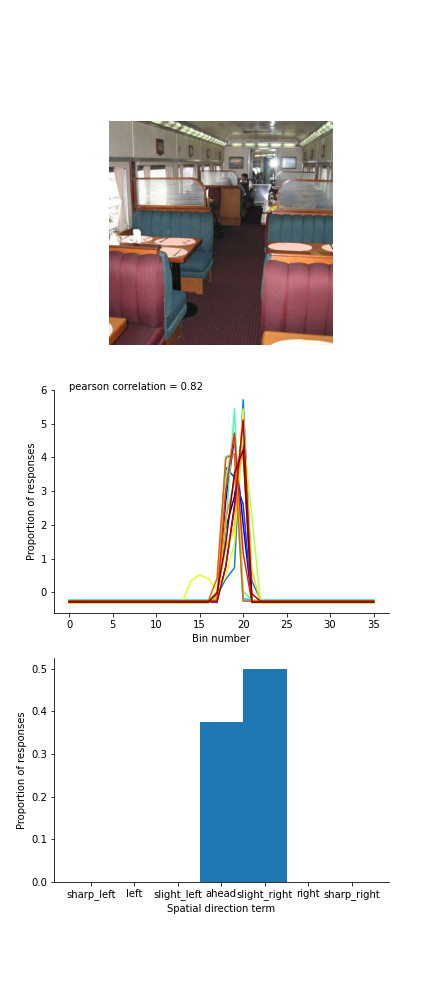 pearson correlation = 0.82
6
5
4
3
2
1
0
Proportion of responses
0 5 10 15 20 25 30 35
Bin number
0.5
0.4
0.3
0.2
0.1
0.0
Proportion of responses
sharp_left left slight_left ahead slight_right right sharp_right
Spatial direction term